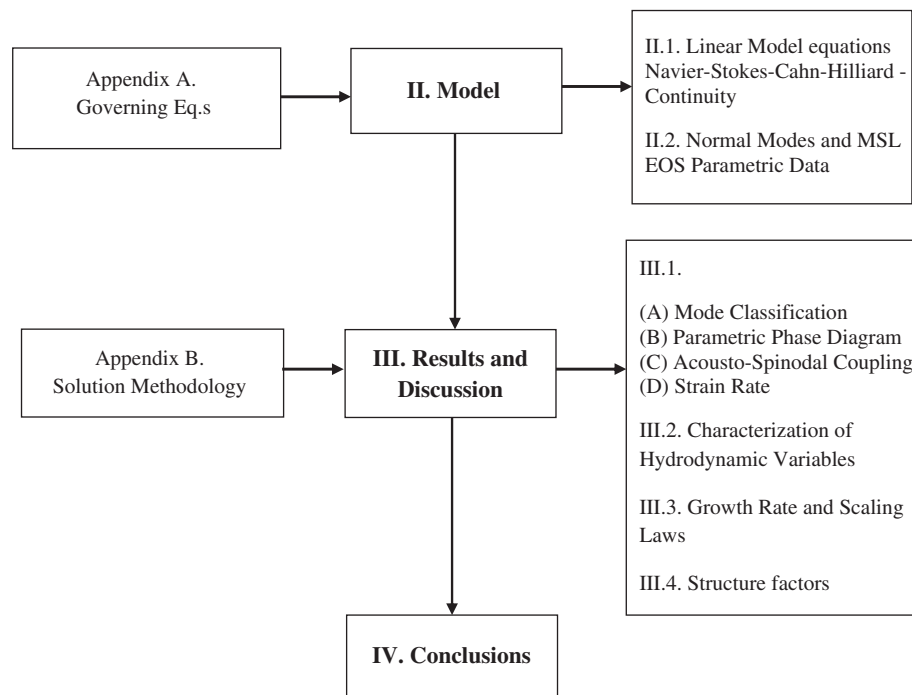 Appendix A.
Governing Eq.s
II. Model
II.1. Linear Model equations
Navier-Stokes-Cahn-Hilliard -
Continuity
II.2. Normal Modes and MSL
EOS Parametric Data
Appendix B.
Solution Methodology
III. Results and
Discussion
III.1.
(A) Mode Classification
(B) Parametric Phase Diagram
(C) Acousto-Spinodal Coupling
(D) Strain Rate
III.2. Characterization of
Hydrodynamic Variables
III.3. Growth Rate and Scaling
Laws
III.4. Structure factors
IV. Conclusions